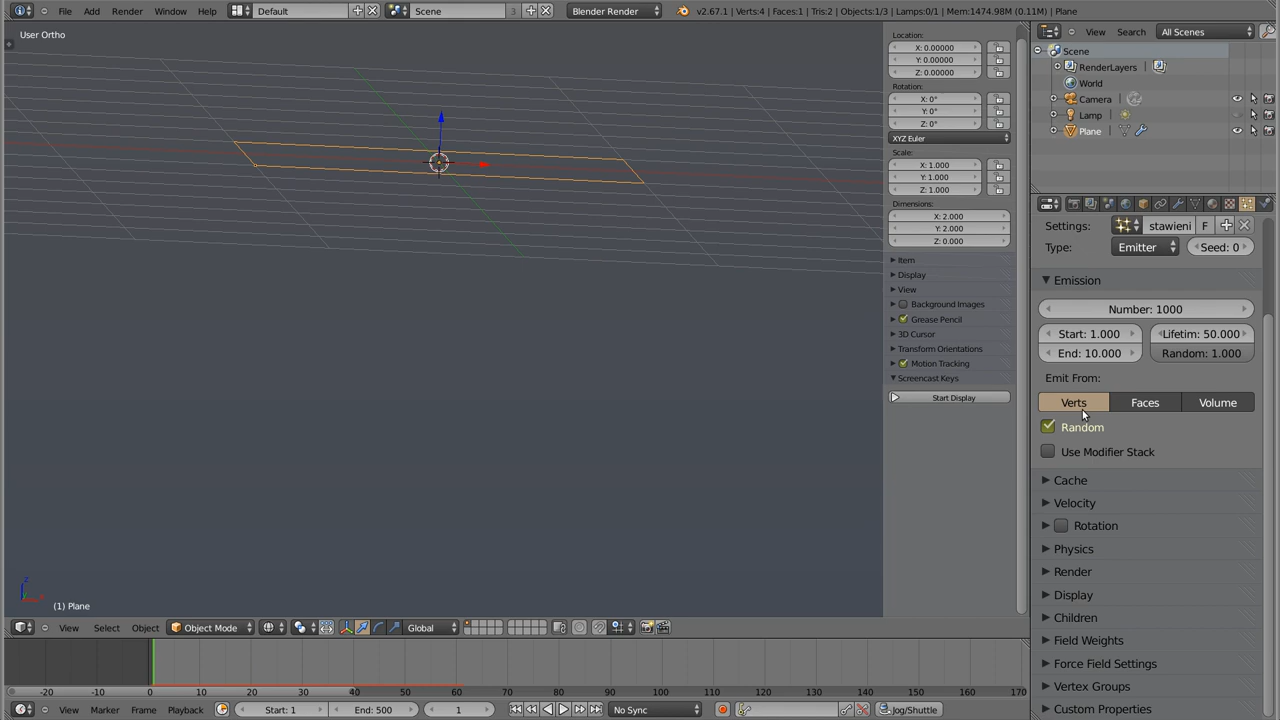 File Add Render Window Help Default Scene 3 Blender Render v2.67.1 | Verts:4 | Faces:1 | Tris:2 | Objects:1/3 | Lamps:0/1 | Mem:1474.98M (0.11M) | Plane
User Ortho
(1) Plane
View Select Object Object Mode Global
-20 -10 0 10 20 30 40 50 60 70 80 90 100 110 120 130 140 150 160 170
View Marker Frame Playback Start: 1 End: 500 1 No Sync Jog/Shuttle
Location:
X: 0.00000
Y: 0.00000
Z: 0.00000
Rotation:
X: 0°
Y: 0°
Z: 0°
XYZ Euler
Scale:
X: 1.000
Y: 1.000
Z: 1.000
Dimensions:
X: 2.000
Y: 2.000
Z: 0.000
Item
Display
View
Background Images
Grease Pencil
3D Cursor
Transform Orientations
Motion Tracking
Screencast Keys
Start Display
View Search All Scenes
Scene
RenderLayers
World
Camera
Lamp
Plane
Settings: stawieni F
Type: Emitter Seed: 0
Emission
Number: 1000
Start: 1.000 Lifetim: 50.000
End: 10.000 Random: 1.000
Emit From:
Verts Faces Volume
Random
Use Modifier Stack
Cache
Velocity
Rotation
Physics
Render
Display
Children
Field Weights
Force Field Settings
Vertex Groups
Custom Properties